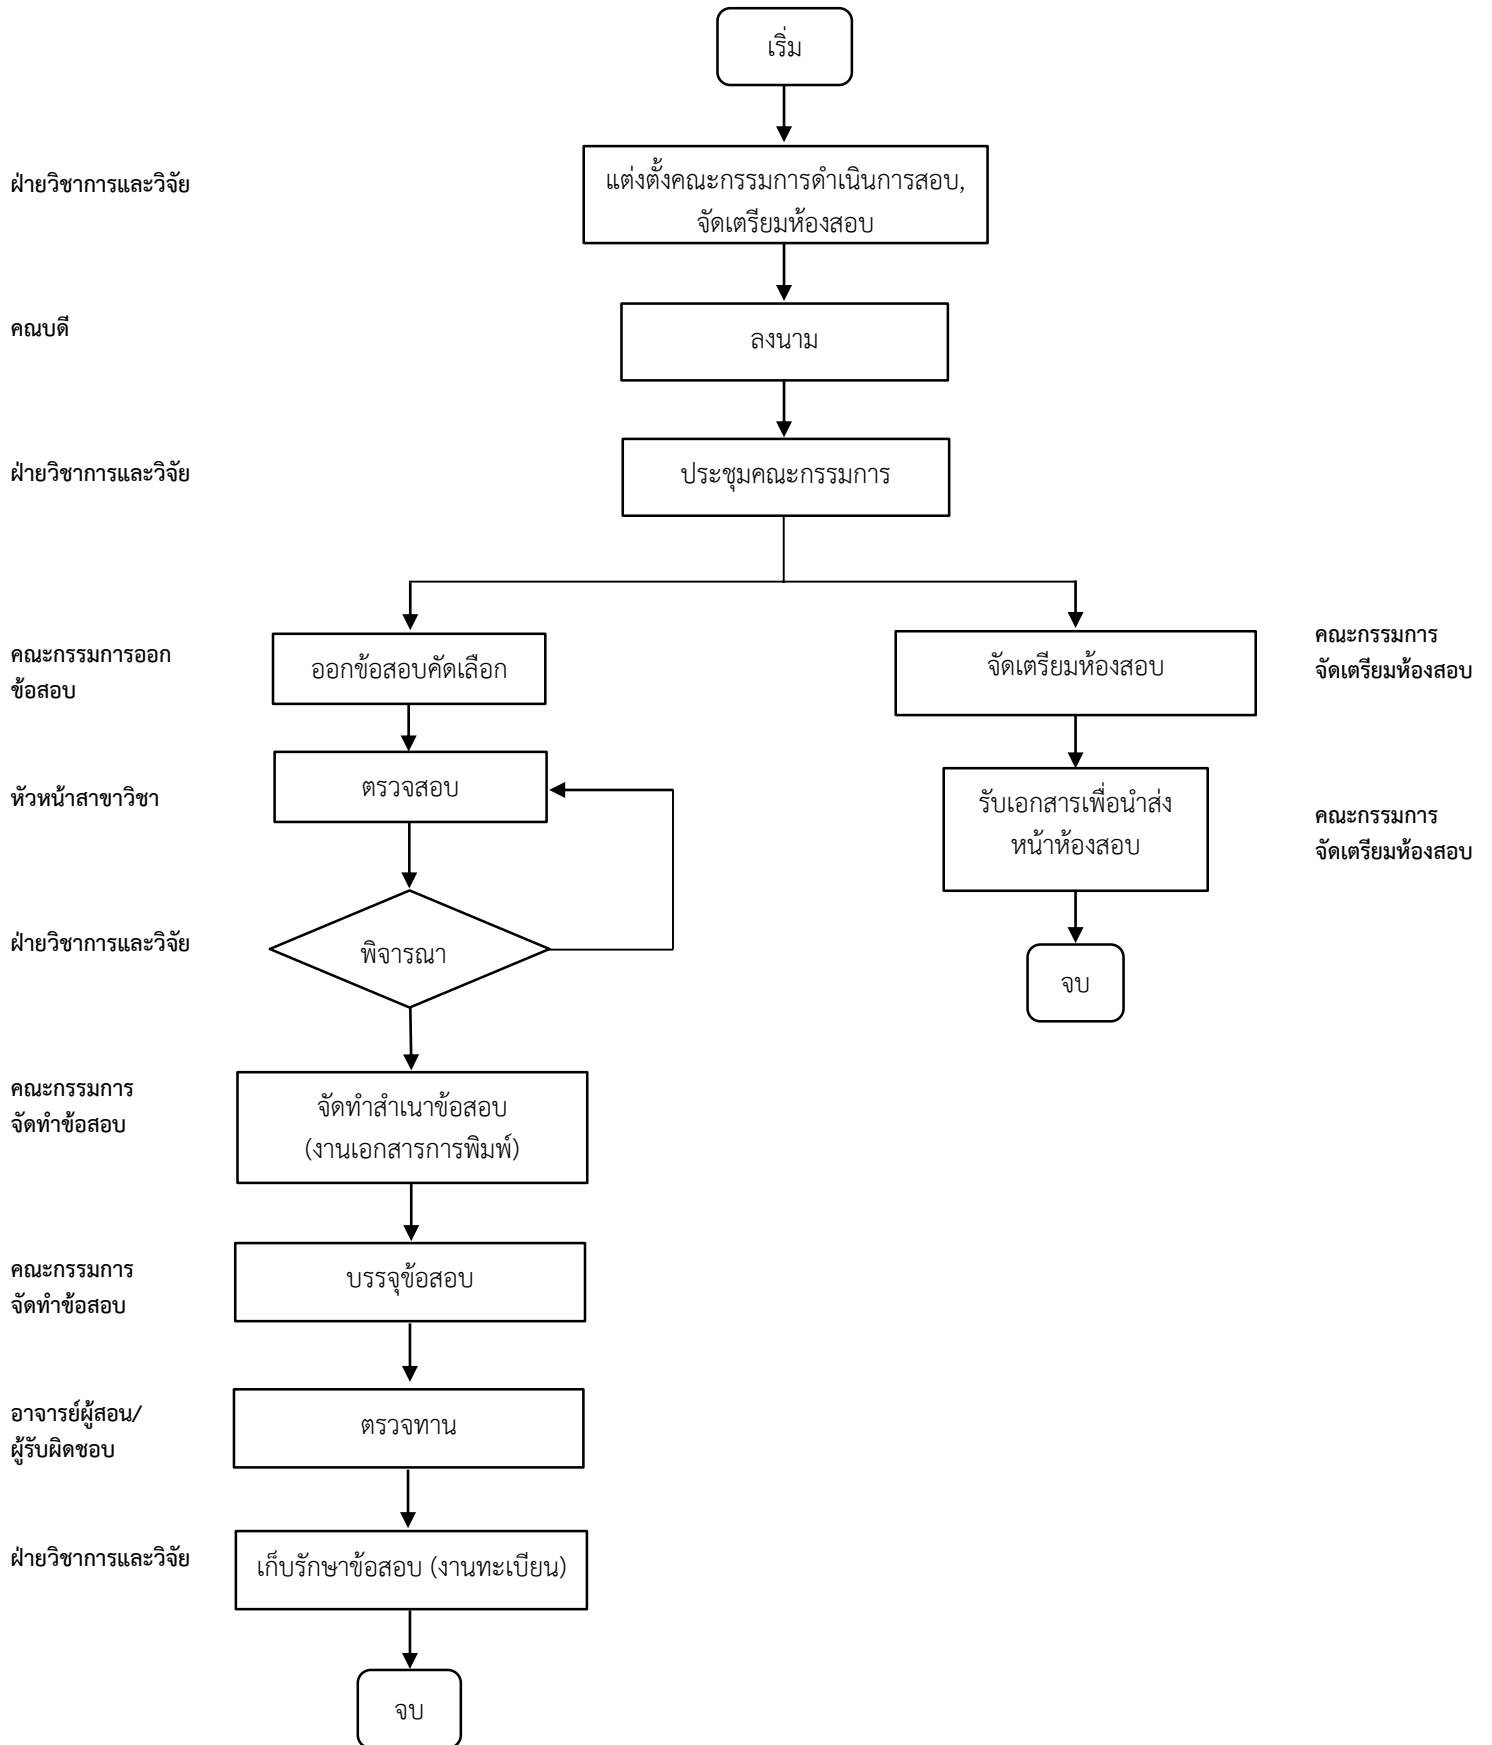 เริ่ม
ฝ่ายวิชาการและวิจัย
แต่งตั้งคณะกรรมการดำเนินการสอบ,
จัดเตรียมห้องสอบ
คณบดี
ลงนาม
ฝ่ายวิชาการและวิจัย
ประชุมคณะกรรมการ
คณะกรรมการออก
ข้อสอบ
ออกข้อสอบคัดเลือก
จัดเตรียมห้องสอบ
คณะกรรมการ
จัดเตรียมห้องสอบ
หัวหน้าสาขาวิชา
ตรวจสอบ
รับเอกสารเพื่อนำส่ง
หน้าห้องสอบ
คณะกรรมการ
จัดเตรียมห้องสอบ
ฝ่ายวิชาการและวิจัย
พิจารณา
จบ
คณะกรรมการ
จัดทำข้อสอบ
จัดทำสำเนาข้อสอบ
(งานเอกสารการพิมพ์)
คณะกรรมการ
จัดทำข้อสอบ
บรรจุข้อสอบ
อาจารย์ผู้สอน/
ผู้รับผิดชอบ
ตรวจทาน
ฝ่ายวิชาการและวิจัย
เก็บรักษาข้อสอบ (งานทะเบียน)
จบ